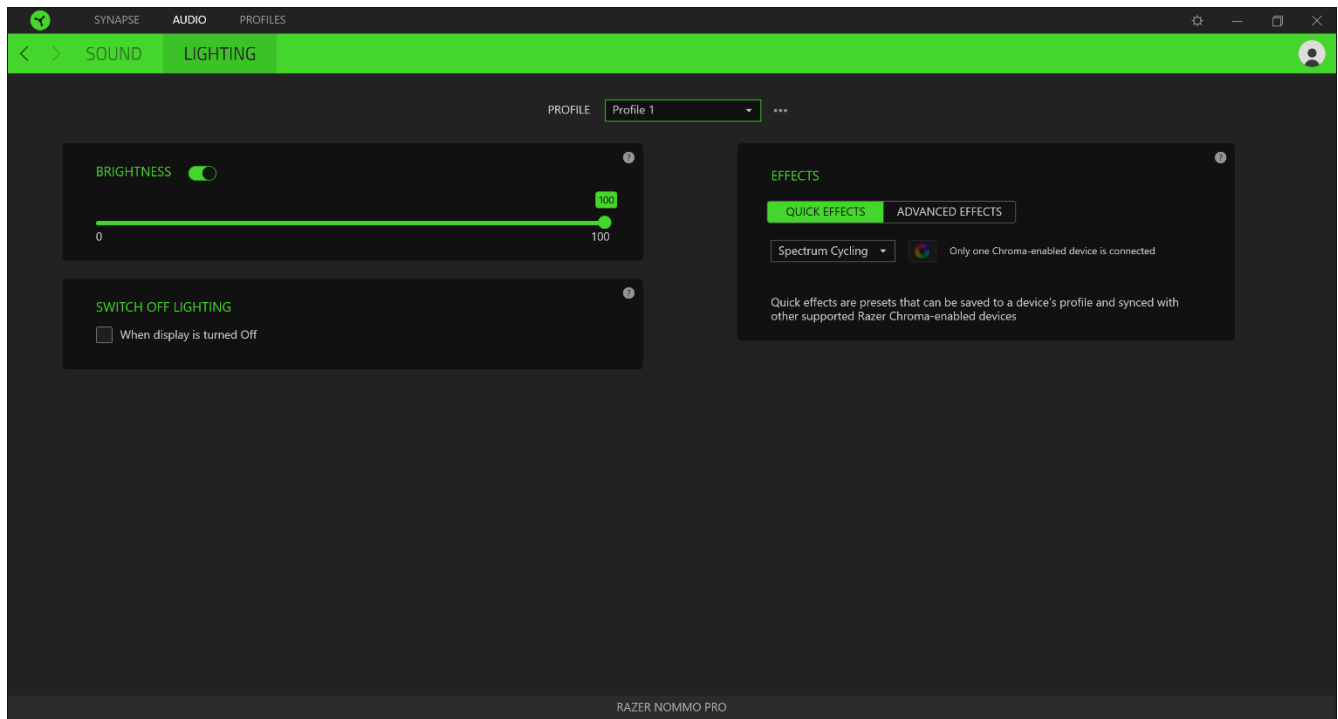 SYNAPSE AUDIO PROFILES
SOUND LIGHTING
PROFILE Profile 1
BRIGHTNESS
100
0 100
SWITCH OFF LIGHTING
When display is turned Off
EFFECTS
QUICK EFFECTS ADVANCED EFFECTS
Spectrum Cycling Only one Chroma-enabled device is connected
Quick effects are presets that can be saved to a device's profile and synced with
other supported Razer Chroma-enabled devices
RAZER NOMMO PRO